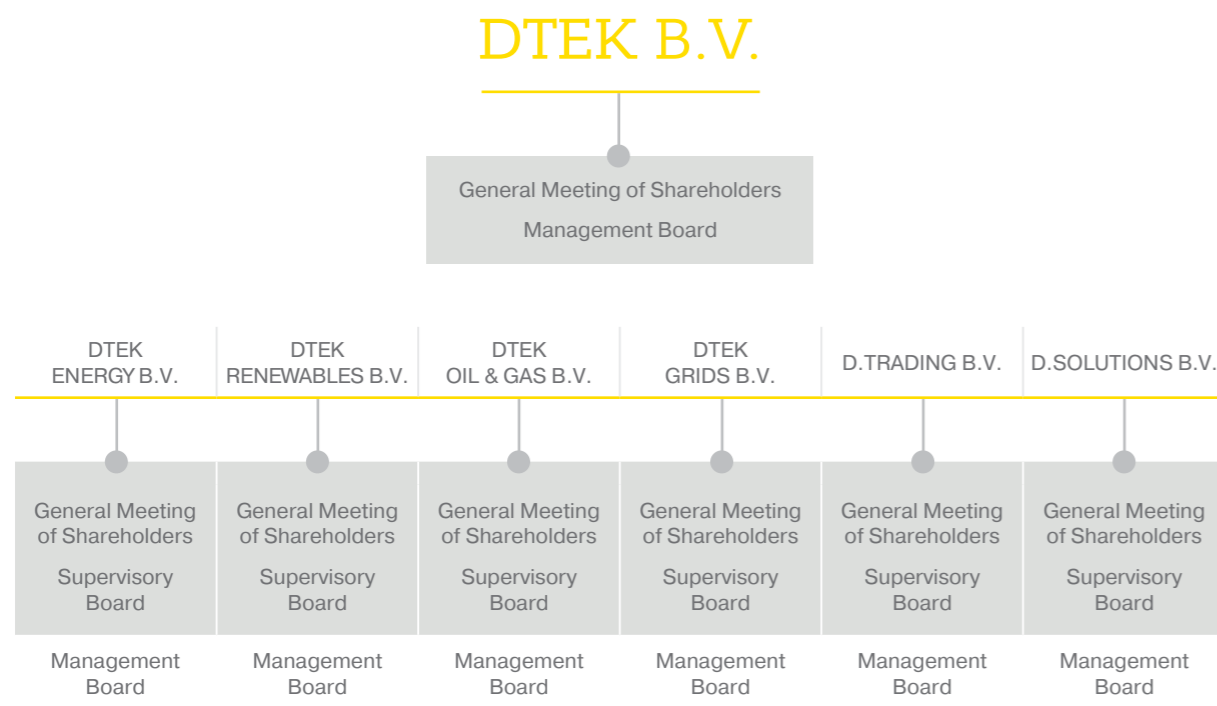 DTEK B.V.
General Meeting of Shareholders
Management Board
DTEK
ENERGY B.V.
DTEK
RENEWABLES B.V.
DTEK
OIL & GAS B.V.
DTEK
GRIDS B.V.
D.TRADING B.V.
D.SOLUTIONS B.V.
General Meeting
of Shareholders
Supervisory
Board
Management
Board
General Meeting
of Shareholders
Supervisory
Board
Management
Board
General Meeting
of Shareholders
Supervisory
Board
Management
Board
General Meeting
of Shareholders
Supervisory
Board
Management
Board
General Meeting
of Shareholders
Supervisory
Board
Management
Board
General Meeting
of Shareholders
Supervisory
Board
Management
Board